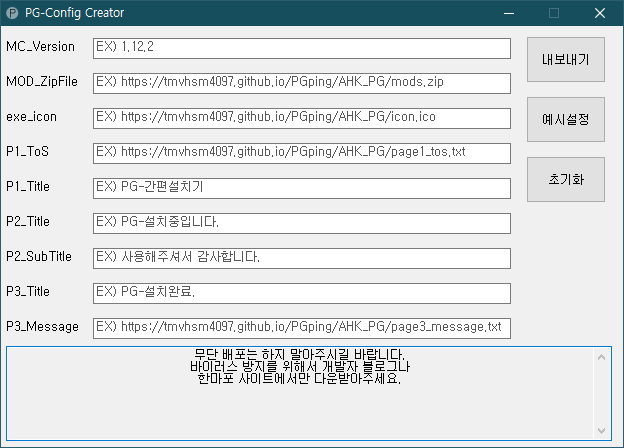 PG-Config Creator
MC_Version
EX) 1.12.2
내보내기
MOD_ZipFile
EX) https://tmvhsm4097.github.io/PGping/AHK_PG/mods.zip
exe_icon
EX) https://tmvhsm4097.github.io/PGping/AHK_PG/icon.ico
예시설정
P1_ToS
EX) https://tmvhsm4097.github.io/PGping/AHK_PG/page1_tos.txt
P1_Title
EX) PG-간편설치기
초기화
P2_Title
EX) PG-설치중입니다.
P2_SubTitle
EX) 사용해주셔서 감사합니다.
P3_Title
EX) PG-설치완료.
P3_Message
EX) https://tmvhsm4097.github.io/PGping/AHK_PG/page3_message.txt
무단 배포는 하지 말아주시길 바랍니다.
바이러스 방지를 위해서 개발자 블로그나
한마포 사이트에서만 다운받아주세요.